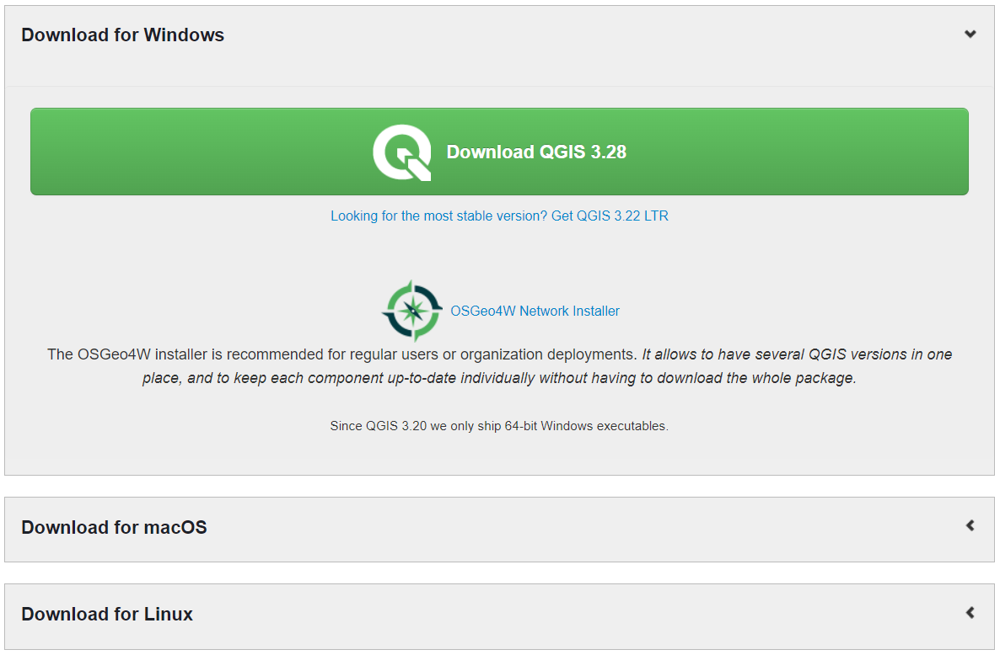 Download for Windows
Download QGIS 3.28
Looking for the most stable version? Get QGIS 3.22 LTR
OSGeo4W Network Installer
The OSGeo4W installer is recommended for regular users or organization deployments. It allows to have several QGIS versions in one
place, and to keep each component up-to-date individually without having to download the whole package.
Since QGIS 3.20 we only ship 64-bit Windows executables.
Download for macOS
Download for Linux